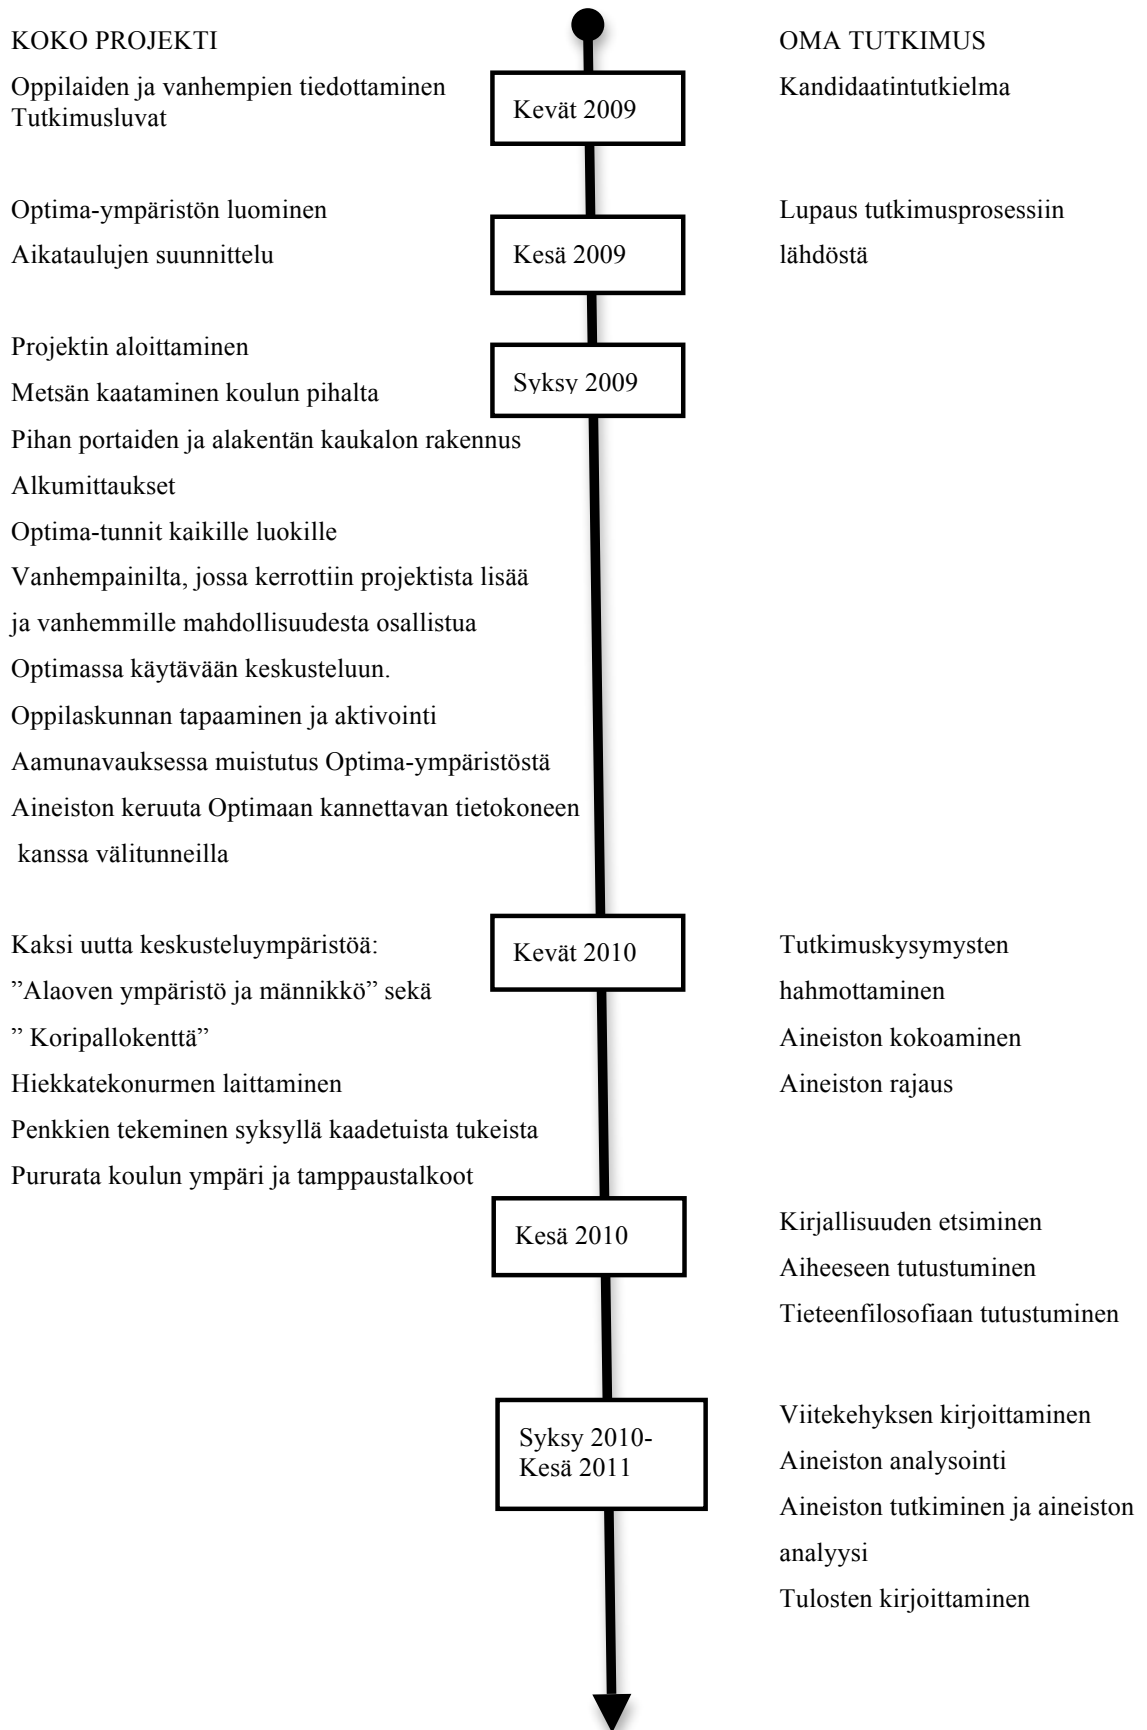 KOKO PROJEKTI
OMA TUTKIMUS
Oppilaiden ja vanhempien tiedottaminen
Tutkimusluvat
Kevät 2009
Kandidaatintutkielma
Optima-ympäristön luominen
Aikataulujen suunnittelu
Kesä 2009
Lupaus tutkimusprosessiin
lähdöstä
Projektin aloittaminen
Metsän kaataminen koulun pihalta
Pihan portaiden ja alakentän kaukalon rakennus
Alkumittaukset
Optima-tunnit kaikille luokille
Vanhempainilta, jossa kerrottiin projektista lisää
ja vanhemmille mahdollisuudesta osallistua
Optimassa käytävään keskusteluun.
Oppilaskunnan tapaaminen ja aktivointi
Aamunavauksessa muistutus Optima-ympäristöstä
Aineiston keruuta Optimaan kannettavan tietokoneen
kanssa välitunneilla
Syksy 2009
Kaksi uutta keskusteluympäristöä:
”Alaoven ympäristö ja männikkö” sekä
” Koripallokenttä”
Hiekkatekonurmen laittaminen
Penkkien tekeminen syksyllä kaadetuista tukeista
Pururata koulun ympäri ja tamppaustalkoot
Kevät 2010
Tutkimuskysymysten
hahmottaminen
Aineiston kokoaminen
Aineiston rajaus
Kesä 2010
Kirjallisuuden etsiminen
Aiheeseen tutustuminen
Tieteenfilosofiaan tutustuminen
Syksy 2010-
Kesä 2011
Viitekehyksen kirjoittaminen
Aineiston analysointi
Aineiston tutkiminen ja aineiston
analyysi
Tulosten kirjoittaminen